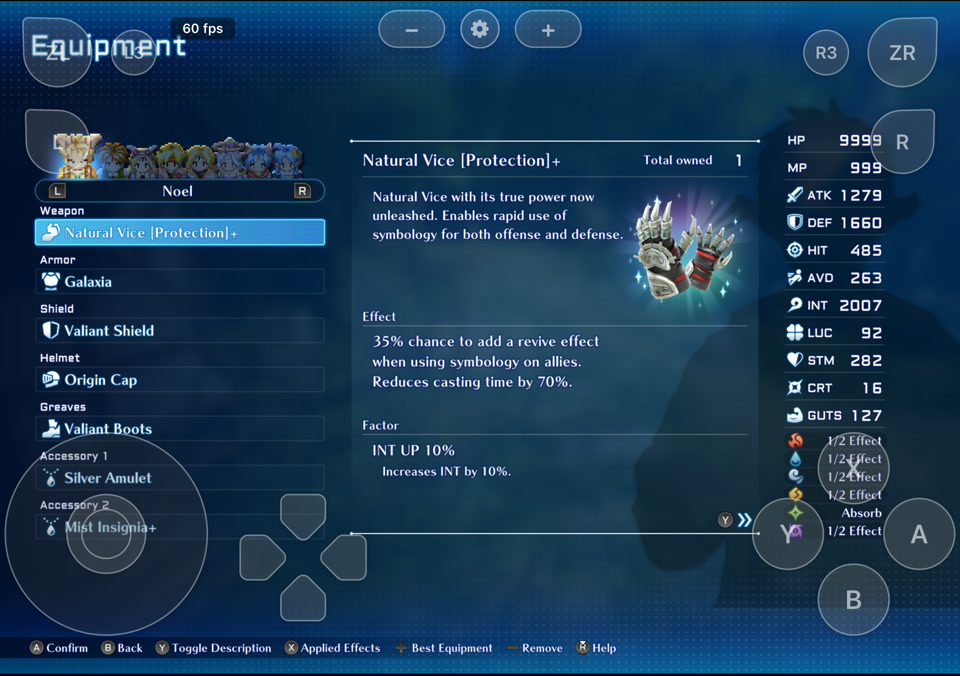 60 fps
Equipment
ZL
L3
R3
ZR
R
L Noel R
Weapon
Natural Vice [Protection]+
Armor
Galaxia
Shield
Valiant Shield
Helmet
Origin Cap
Greaves
Valiant Boots
Accessory 1
Silver Amulet
Accessory 2
Mist Insignia+
Natural Vice [Protection]+ Total owned 1
Natural Vice with its true power now
unleashed. Enables rapid use of
symbology for both offense and defense.
Effect
35% chance to add a revive effect
when using symbology on allies.
Reduces casting time by 70%.
Factor
INT UP 10%
Increases INT by 10%.
Y
HP 9999
MP 999
ATK 1279
DEF 1660
HIT 485
AVD 263
INT 2007
LUC 92
STM 282
CRT 16
GUTS 127
1/2 Effect
1/2 Effect
1/2 Effect
1/2 Effect
Absorb
1/2 Effect
X
Y
A
B
A Confirm B Back Y Toggle Description X Applied Effects + Best Equipment − Remove R Help